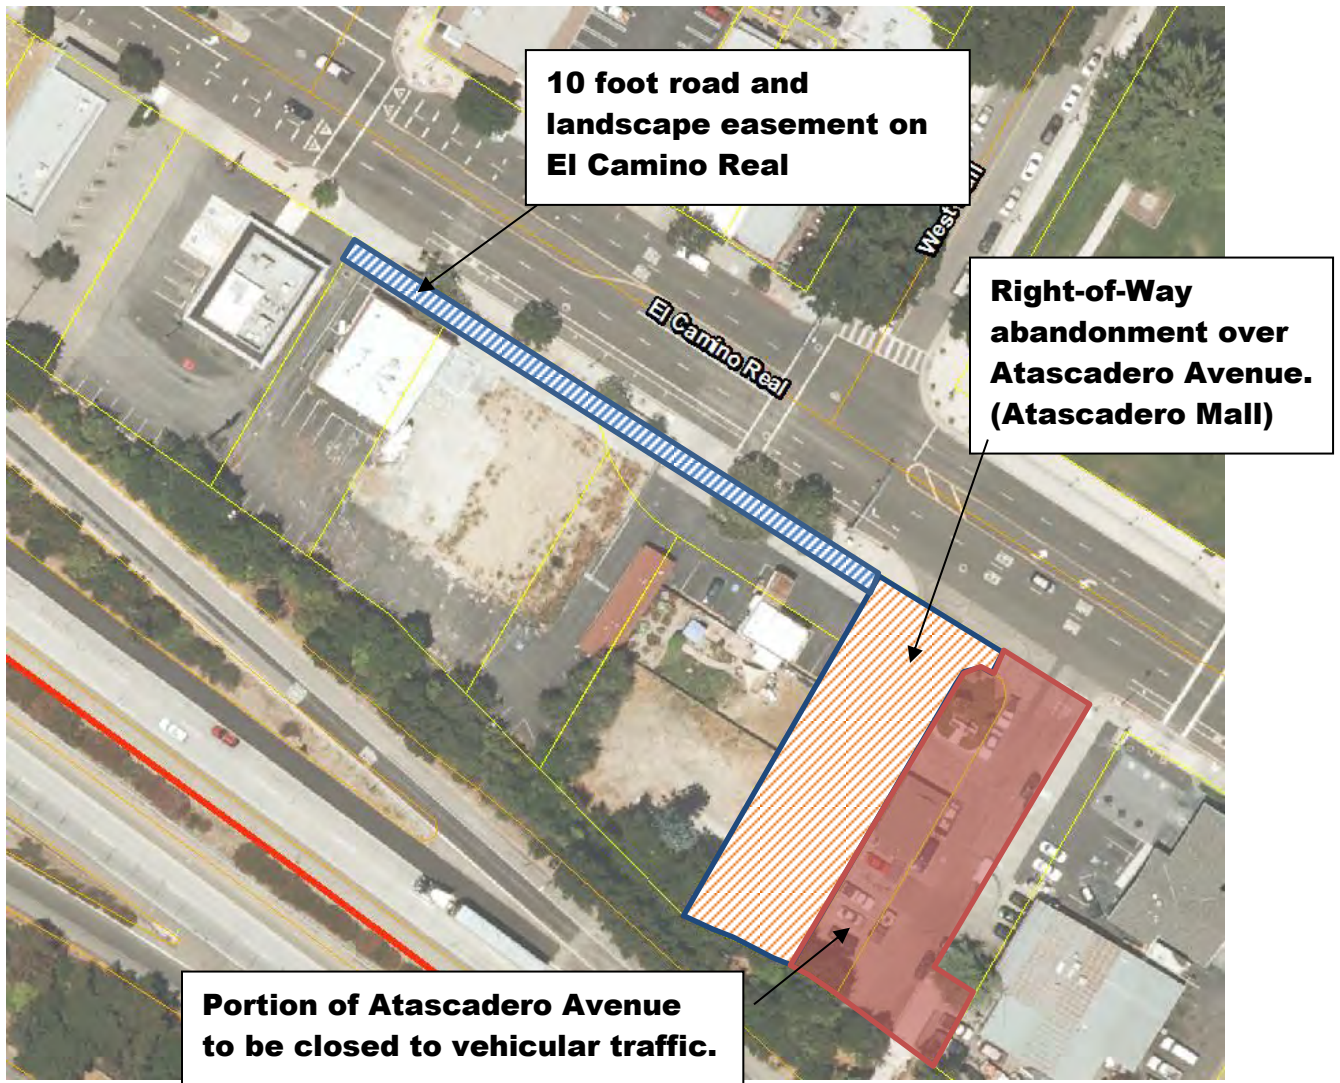 10 foot road and
landscape easement on
El Camino Real
West
El Camino Real
Right-of-Way
abandonment over
Atascadero Avenue.
(Atascadero Mall)
Portion of Atascadero Avenue
to be closed to vehicular traffic.